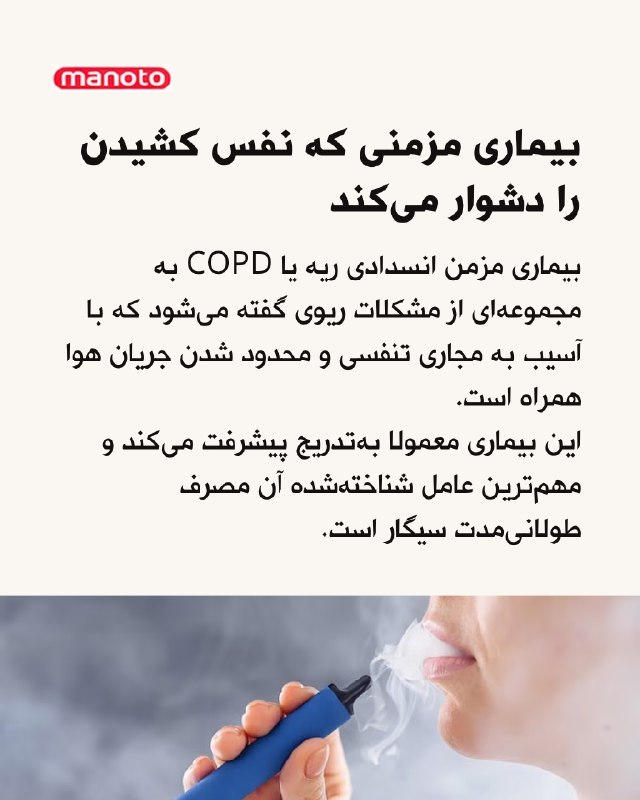 manoto
بیماری مزمنی که نفس کشیدن
را دشوار می‌کند
بیماری مزمن انسدادی ریه یا COPD به
مجموعه‌ای از مشکلات ریوی گفته می‌شود که با
آسیب به مجاری تنفسی و محدود شدن جریان هوا
همراه است.
این بیماری معمولا به‌تدریج پیشرفت می‌کند و
مهم‌ترین عامل شناخته‌شده آن مصرف
طولانی‌مدت سیگار است.